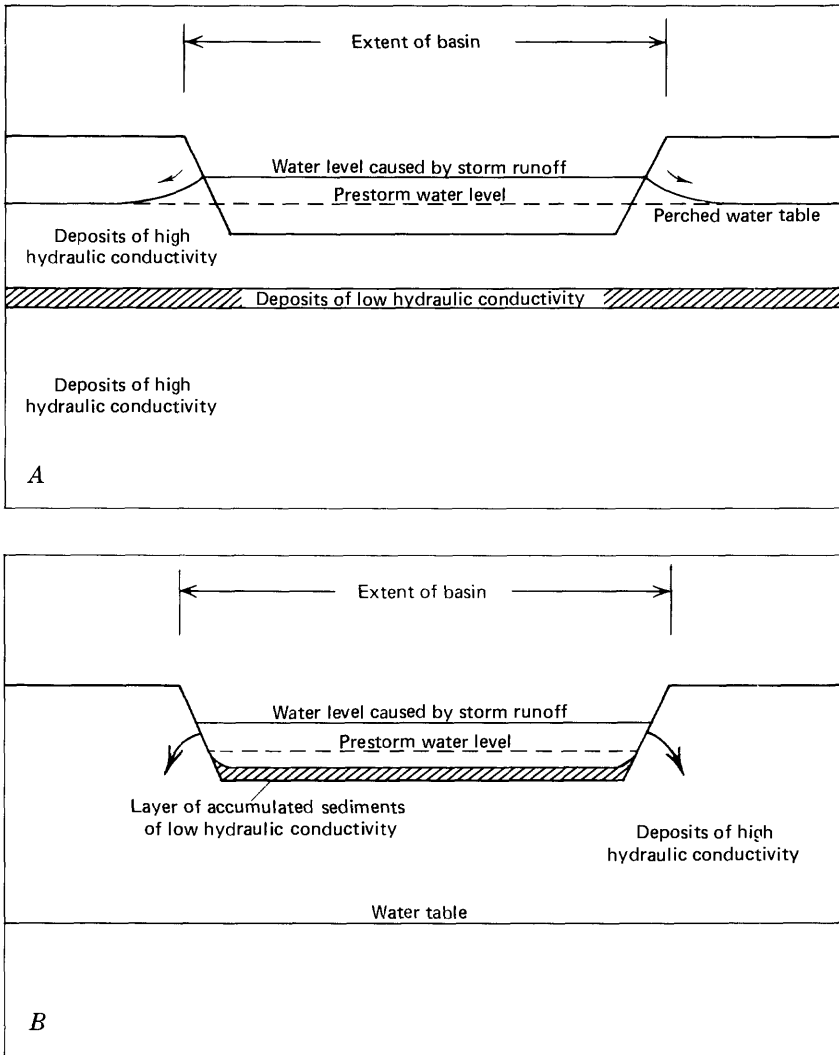 Extent of basin
Water level caused by storm runoff
Prestorm water level
Perched water table
Deposits of high
hydraulic conductivity
Deposits of low hydraulic conductivity
Deposits of high
hydraulic conductivity
A
Extent of basin
Water level caused by storm runoff
Prestorm water level
Layer of accumulated sediments
of low hydraulic conductivity
Deposits of high
hydraulic conductivity
Water table
B